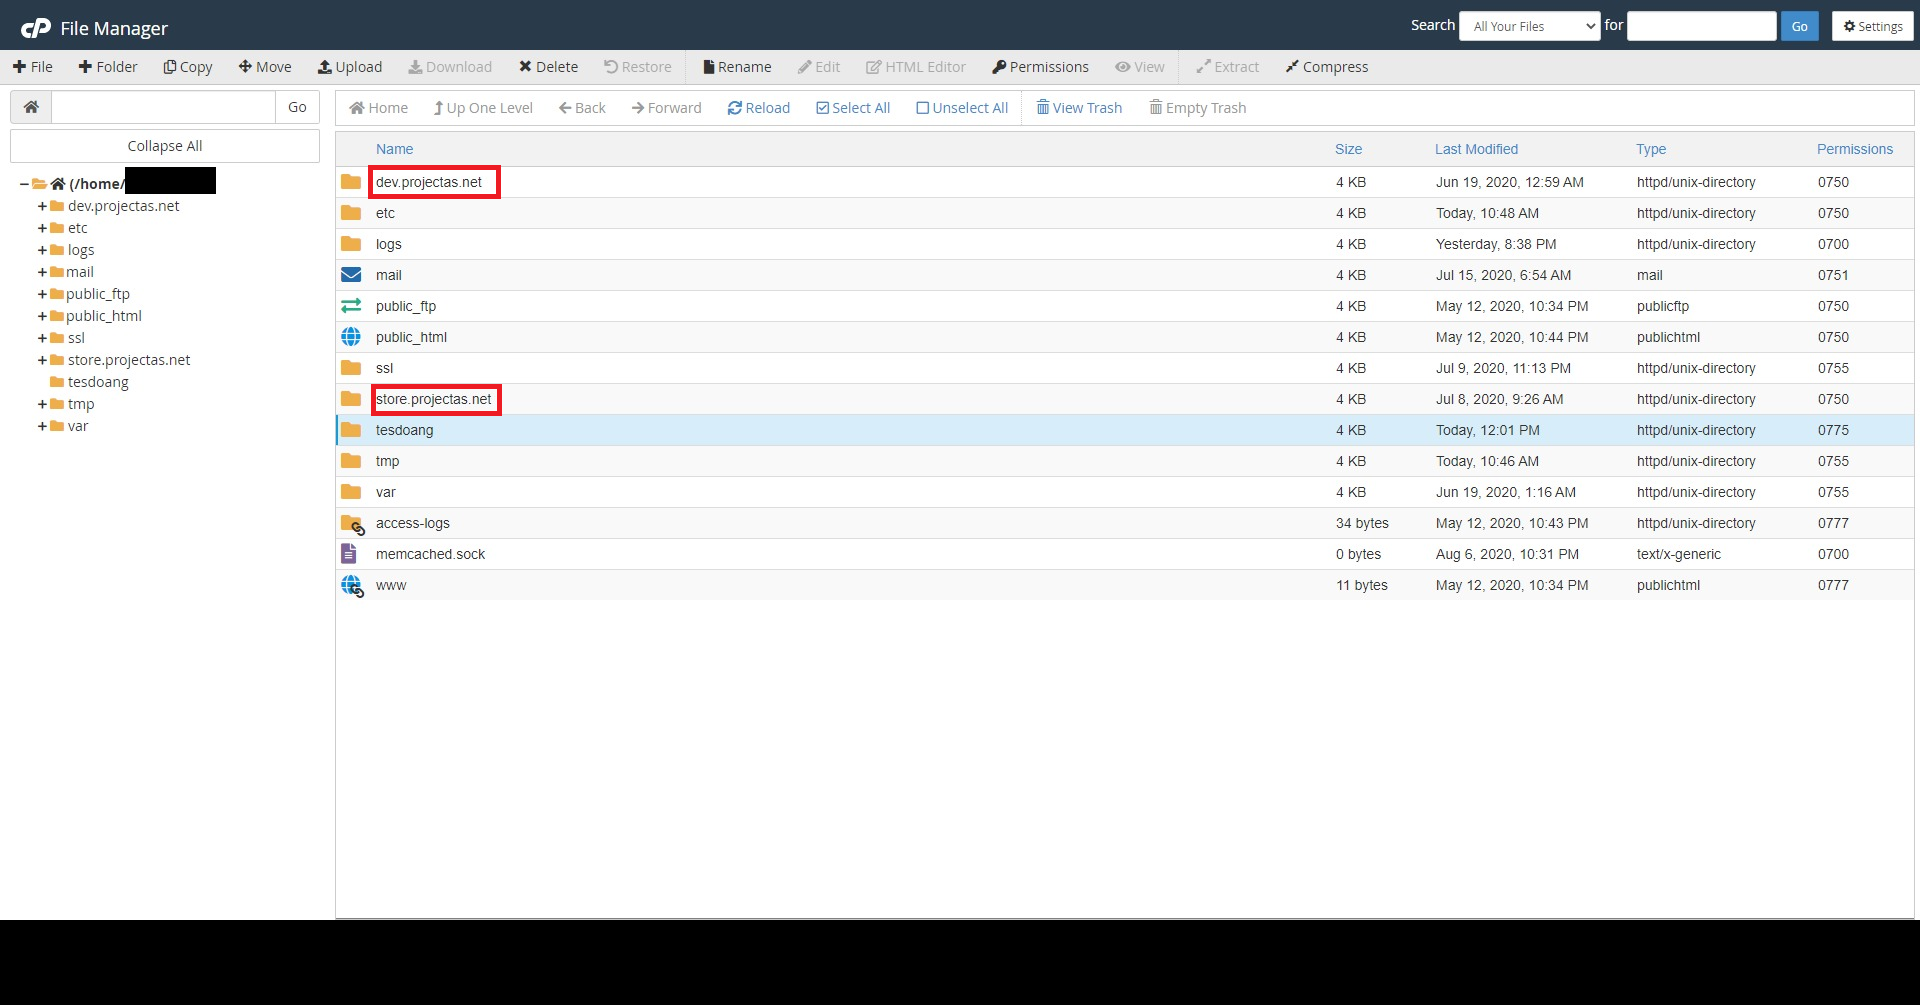 cP File Manager Search All Your Files for Go Settings
File Folder Copy Move Upload Download Delete Restore Rename Edit HTML Editor Permissions View Extract Compress
Go Home Up One Level Back Forward Reload Select All Unselect All View Trash Empty Trash
Collapse All
(/home/
dev.projectas.net
etc
logs
mail
public_ftp
public_html
ssl
store.projectas.net
tesdoang
tmp
var
Name Size Last Modified Type Permissions
dev.projectas.net 4 KB Jun 19, 2020, 12:59 AM httpd/unix-directory 0750
etc 4 KB Today, 10:48 AM httpd/unix-directory 0750
logs 4 KB Yesterday, 8:38 PM httpd/unix-directory 0700
mail 4 KB Jul 15, 2020, 6:54 AM mail 0751
public_ftp 4 KB May 12, 2020, 10:34 PM publicftp 0750
public_html 4 KB May 12, 2020, 10:44 PM publichtml 0750
ssl 4 KB Jul 9, 2020, 11:13 PM httpd/unix-directory 0755
store.projectas.net 4 KB Jul 8, 2020, 9:26 AM httpd/unix-directory 0750
tesdoang 4 KB Today, 12:01 PM httpd/unix-directory 0775
tmp 4 KB Today, 10:46 AM httpd/unix-directory 0755
var 4 KB Jun 19, 2020, 1:16 AM httpd/unix-directory 0755
access-logs 34 bytes May 12, 2020, 10:43 PM httpd/unix-directory 0777
memcached.sock 0 bytes Aug 6, 2020, 10:31 PM text/x-generic 0700
www 11 bytes May 12, 2020, 10:34 PM publichtml 0777